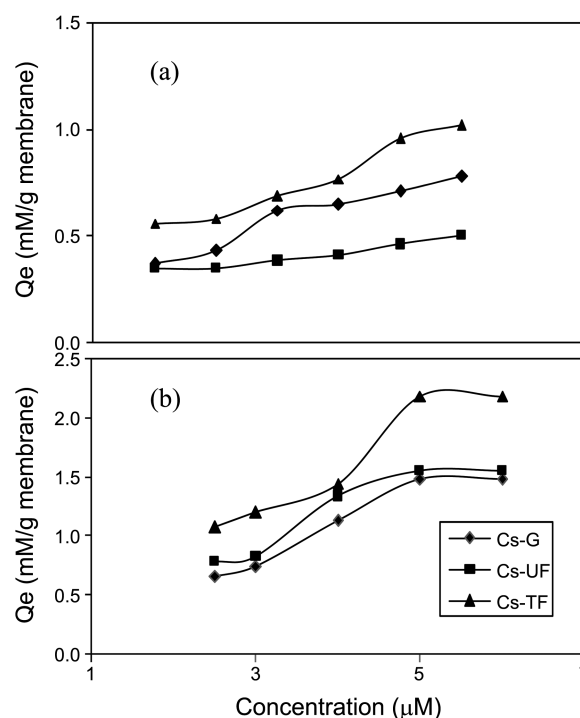 1.5
(a)
1.0
0.5
0.0
Qe (mM/g membrane)
2.5
(b)
2.0
1.5
1.0
0.5
0.0
Qe (mM/g membrane)
Cs-G
Cs-UF
Cs-TF
1 3 5
Concentration (μM)